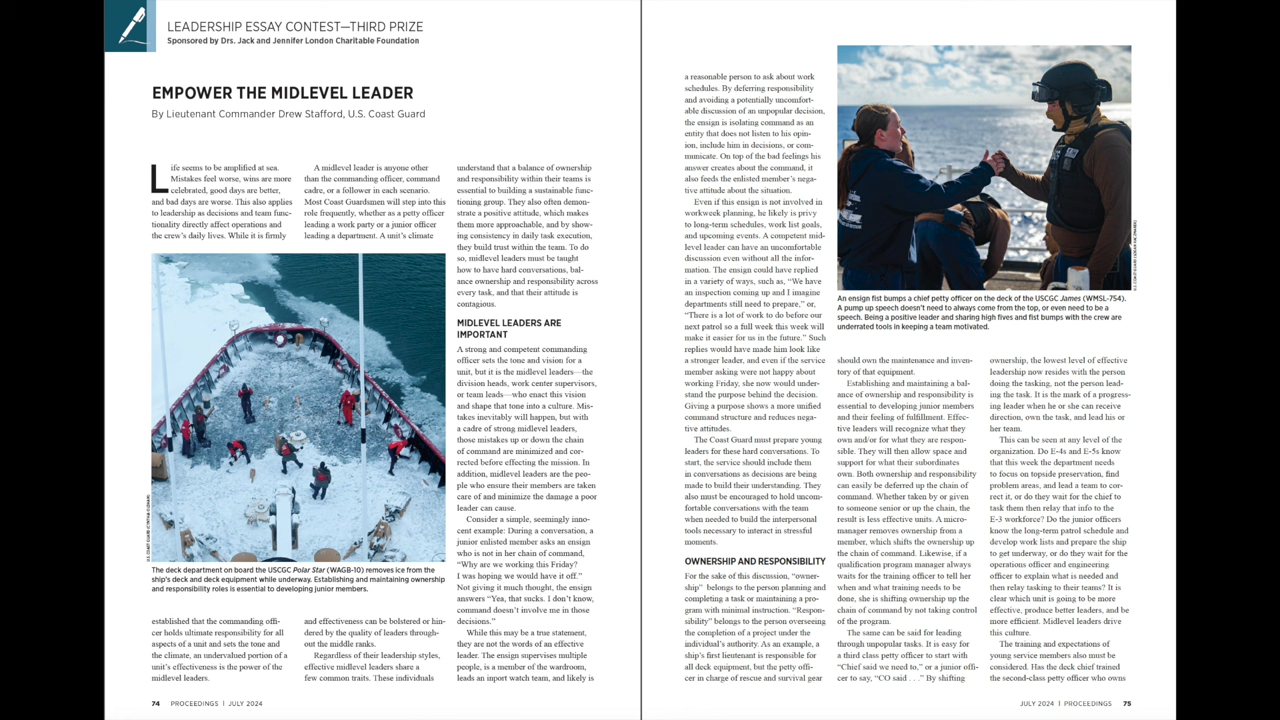 LEADERSHIP ESSAY CONTEST—THIRD PRIZE
Sponsored by Drs. Jack and Jennifer London Charitable Foundation
EMPOWER THE MIDLEVEL LEADER
By Lieutenant Commander Drew Stafford, U.S. Coast Guard
Life seems to be amplified at sea.
Mistakes feel worse, wins are more
celebrated, good days are better,
and bad days are worse. This also applies
to leadership as decisions and team func-
tionality directly affect operations and
the crew's daily lives. While it is firmly
The deck department on board the USCGC Polar Star (WAGB-10) removes ice from the
ship's deck and deck equipment while underway. Establishing and maintaining ownership
and responsibility roles is essential to developing junior members.
established that the commanding offi-
cer holds ultimate responsibility for all
aspects of a unit and sets the tone and
the climate, an undervalued portion of a
unit's effectiveness is the power of the
midlevel leaders.
A midlevel leader is anyone other
than the commanding officer, command
cadre, or a follower in each scenario.
Most Coast Guardsmen will step into this
role frequently, whether as a petty officer
leading a work party or a junior officer
leading a department. A unit's climate
and effectiveness can be bolstered or hin-
dered by the quality of leaders through-
out the middle ranks.
Regardless of their leadership styles,
effective midlevel leaders share a
few common traits. These individuals
understand that a balance of ownership
and responsibility within their teams is
essential to building a sustainable func-
tioning group. They also often demon-
strate a positive attitude, which makes
them more approachable, and by show-
ing consistency in daily task execution,
they build trust within the team. To do
so, midlevel leaders must be taught
how to have hard conversations, bal-
ance ownership and responsibility across
every task, and that their attitude is
contagious.
MIDLEVEL LEADERS ARE
IMPORTANT
A strong and competent commanding
officer sets the tone and vision for a
unit, but it is the midlevel leaders—the
division heads, work center supervisors,
or team leads—who enact this vision
and shape that tone into a culture. Mis-
takes inevitably will happen, but with
a cadre of strong midlevel leaders,
those mistakes up or down the chain
of command are minimized and cor-
rected before effecting the mission. In
addition, midlevel leaders are the peo-
ple who ensure their members are taken
care of and minimize the damage a poor
leader can cause.
Consider a simple, seemingly inno-
cent example: During a conversation, a
junior enlisted member asks an ensign
who is not in her chain of command,
"Why are we working this Friday?
I was hoping we would have it off."
Not giving it much thought, the ensign
answers "Yea, that sucks. I don't know,
command doesn't involve me in those
decisions."
While this may be a true statement,
they are not the words of an effective
leader. The ensign supervises multiple
people, is a member of the wardroom,
leads an inport watch team, and likely is
74 PROCEEDINGS | JULY 2024
a reasonable person to ask about work
schedules. By deferring responsibility
and avoiding a potentially uncomfort-
able discussion of an unpopular decision,
the ensign is isolating command as an
entity that does not listen to his opin-
ion, include him in decisions, or com-
municate. On top of the bad feelings his
answer creates about the command, it
also feeds the enlisted member's nega-
tive attitude about the situation.
Even if this ensign is not involved in
workweek planning, he likely is privy
to long-term schedules, work list goals,
and upcoming events. A competent mid-
level leader can have an uncomfortable
discussion even without all the infor-
mation. The ensign could have replied
in a variety of ways, such as, "We have
an inspection coming up and I imagine
departments still need to prepare," or,
"There is a lot of work to do before our
next patrol so a full week this week will
make it easier for us in the future." Such
replies would have made him look like
a stronger leader, and even if the service
member asking were not happy about
working Friday, she now would under-
stand the purpose behind the decision.
Giving a purpose shows a more unified
command structure and reduces nega-
tive attitudes.
The Coast Guard must prepare young
leaders for these hard conversations. To
start, the service should include them
in conversations as decisions are being
made to build their understanding. They
also must be encouraged to hold uncom-
fortable conversations with the team
when needed to build the interpersonal
tools necessary to interact in stressful
moments.
OWNERSHIP AND RESPONSIBILITY
For the sake of this discussion, "owner-
ship" belongs to the person planning and
completing a task or maintaining a pro-
gram with minimal instruction. "Respon-
sibility" belongs to the person overseeing
the completion of a project under the
individual's authority. As an example, a
ship's first lieutenant is responsible for
all deck equipment, but the petty offi-
cer in charge of rescue and survival gear
An ensign fist bumps a chief petty officer on the deck of the USCGC James (WMSL-754).
A pump up speech doesn't need to always come from the top, or even need to be a
speech. Being a positive leader and sharing high fives and fist bumps with the crew are
underrated tools in keeping a team motivated.
should own the maintenance and inven-
tory of that equipment.
Establishing and maintaining a bal-
ance of ownership and responsibility is
essential to developing junior members
and their feeling of fulfillment. Effec-
tive leaders will recognize what they
own and/or for what they are respon-
sible. They will then allow space and
support for what their subordinates
own. Both ownership and responsibility
can easily be deferred up the chain of
command. Whether taken by or given
to someone senior or up the chain, the
result is less effective units. A micro-
manager removes ownership from a
member, which shifts the ownership up
the chain of command. Likewise, if a
qualification program manager always
waits for the training officer to tell her
when and what training needs to be
done, she is shifting ownership up the
chain of command by not taking control
of the program.
The same can be said for leading
through unpopular tasks. It is easy for
a third class petty officer to start with
"Chief said we need to," or a junior offi-
cer to say, "CO said . . ." By shifting
ownership, the lowest level of effective
leadership now resides with the person
doing the tasking, not the person lead-
ing the task. It is the mark of a progress-
ing leader when he or she can receive
direction, own the task, and lead his or
her team.
This can be seen at any level of the
organization. Do E-4s and E-5s know
that this week the department needs
to focus on topside preservation, find
problem areas, and lead a team to cor-
rect it, or do they wait for the chief to
task them then relay that info to the
E-3 workforce? Do the junior officers
know the long-term patrol schedule and
develop work lists and prepare the ship
to get underway, or do they wait for the
operations officer and engineering
officer to explain what is needed and
then relay tasking to their teams? It is
clear which unit is going to be more
effective, produce better leaders, and be
more efficient. Midlevel leaders drive
this culture.
The training and expectations of
young service members also must be
considered. Has the deck chief trained
the second-class petty officer who owns
JULY 2024 | PROCEEDINGS 75